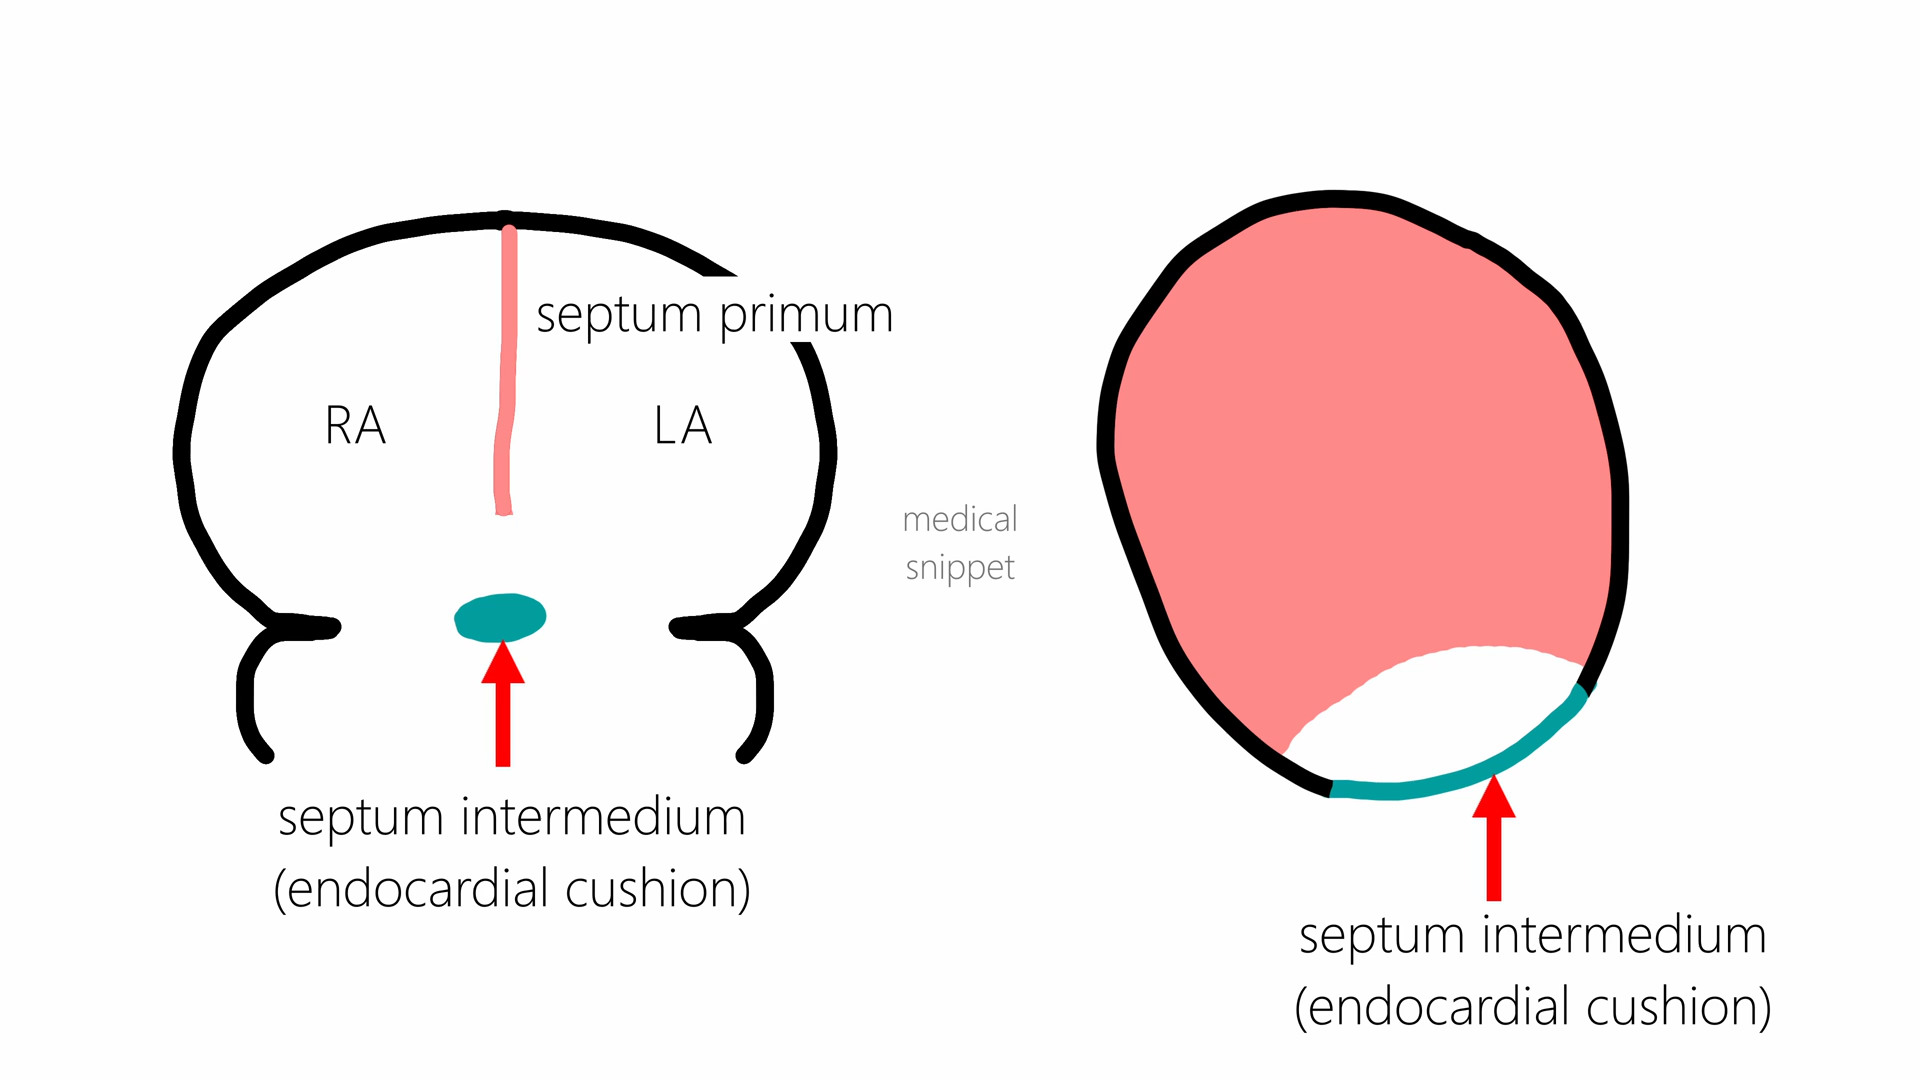 septum primum
RA
LA
medical
snippet
septum intermedium
(endocardial cushion)
septum intermedium
(endocardial cushion)